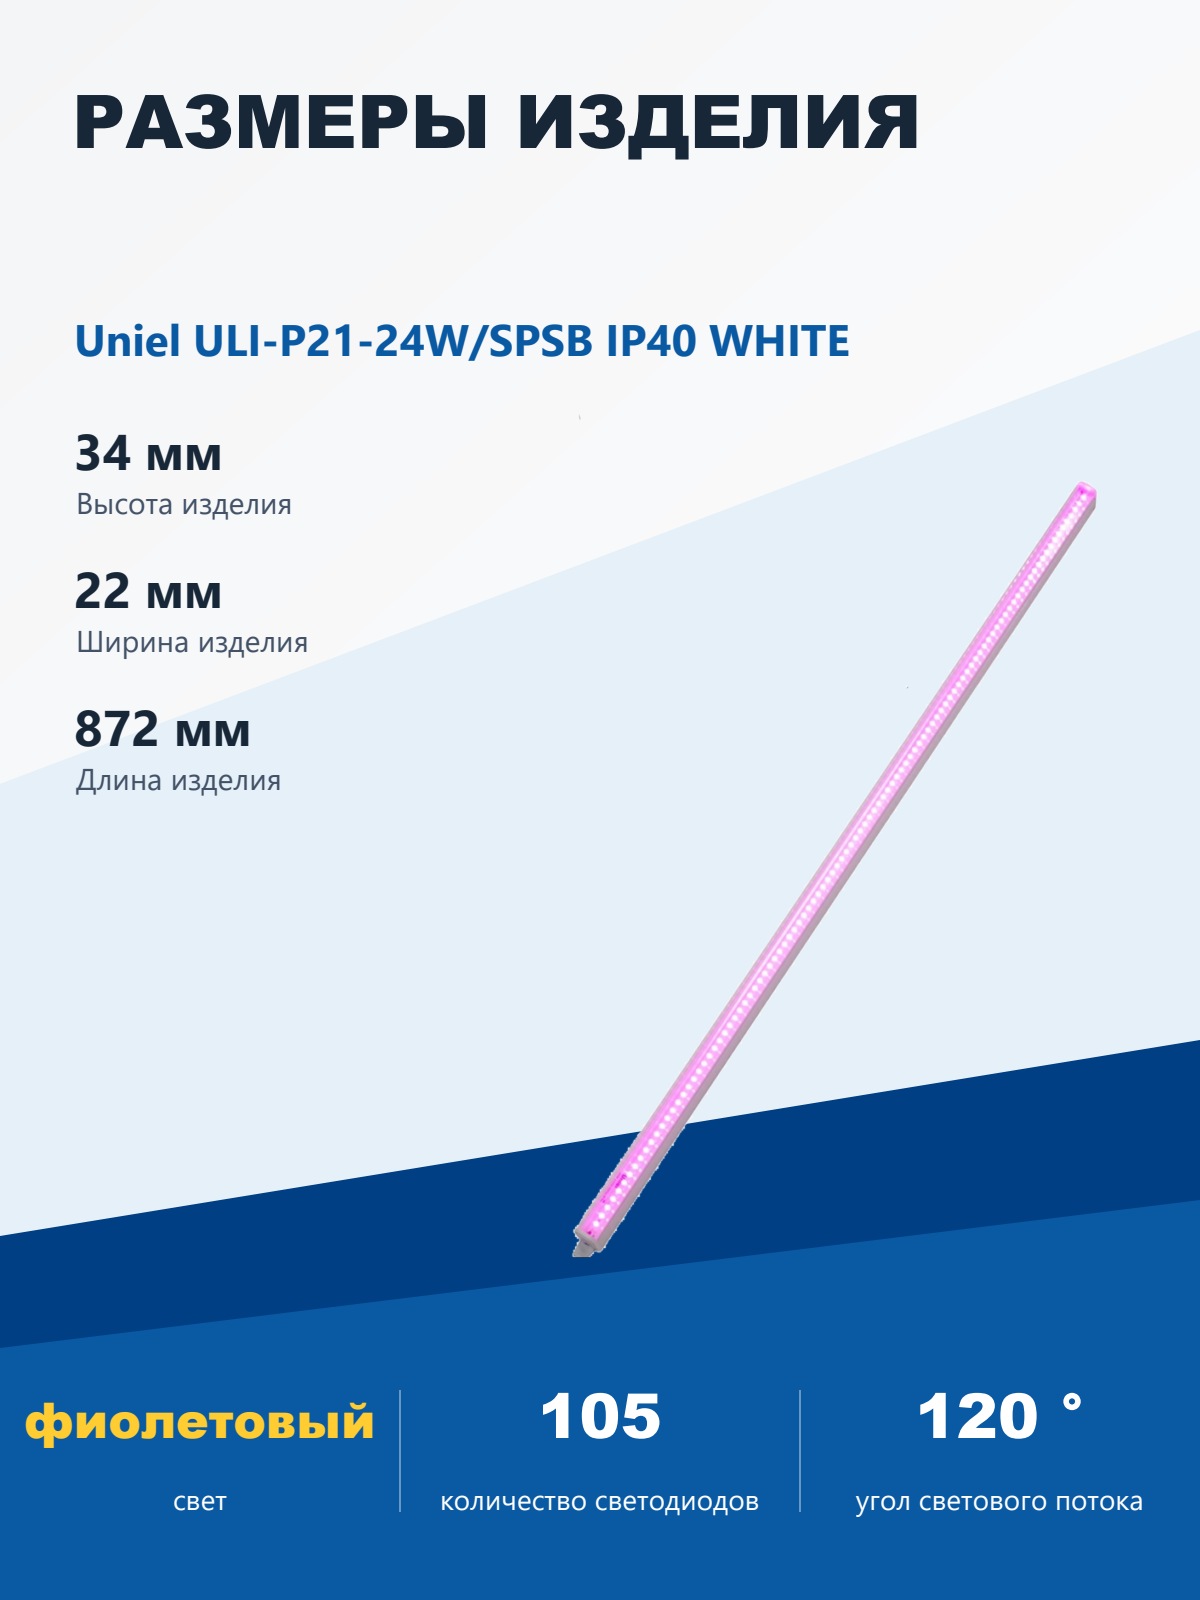 РАЗМЕРЫ ИЗДЕЛИЯ
Uniel ULI-P21-24W/SPSB IP40 WHITE
34 мм
Высота изделия
22 мм
Ширина изделия
872 мм
Длина изделия
фиолетовый
свет
105
количество светодиодов
120 °
угол светового потока